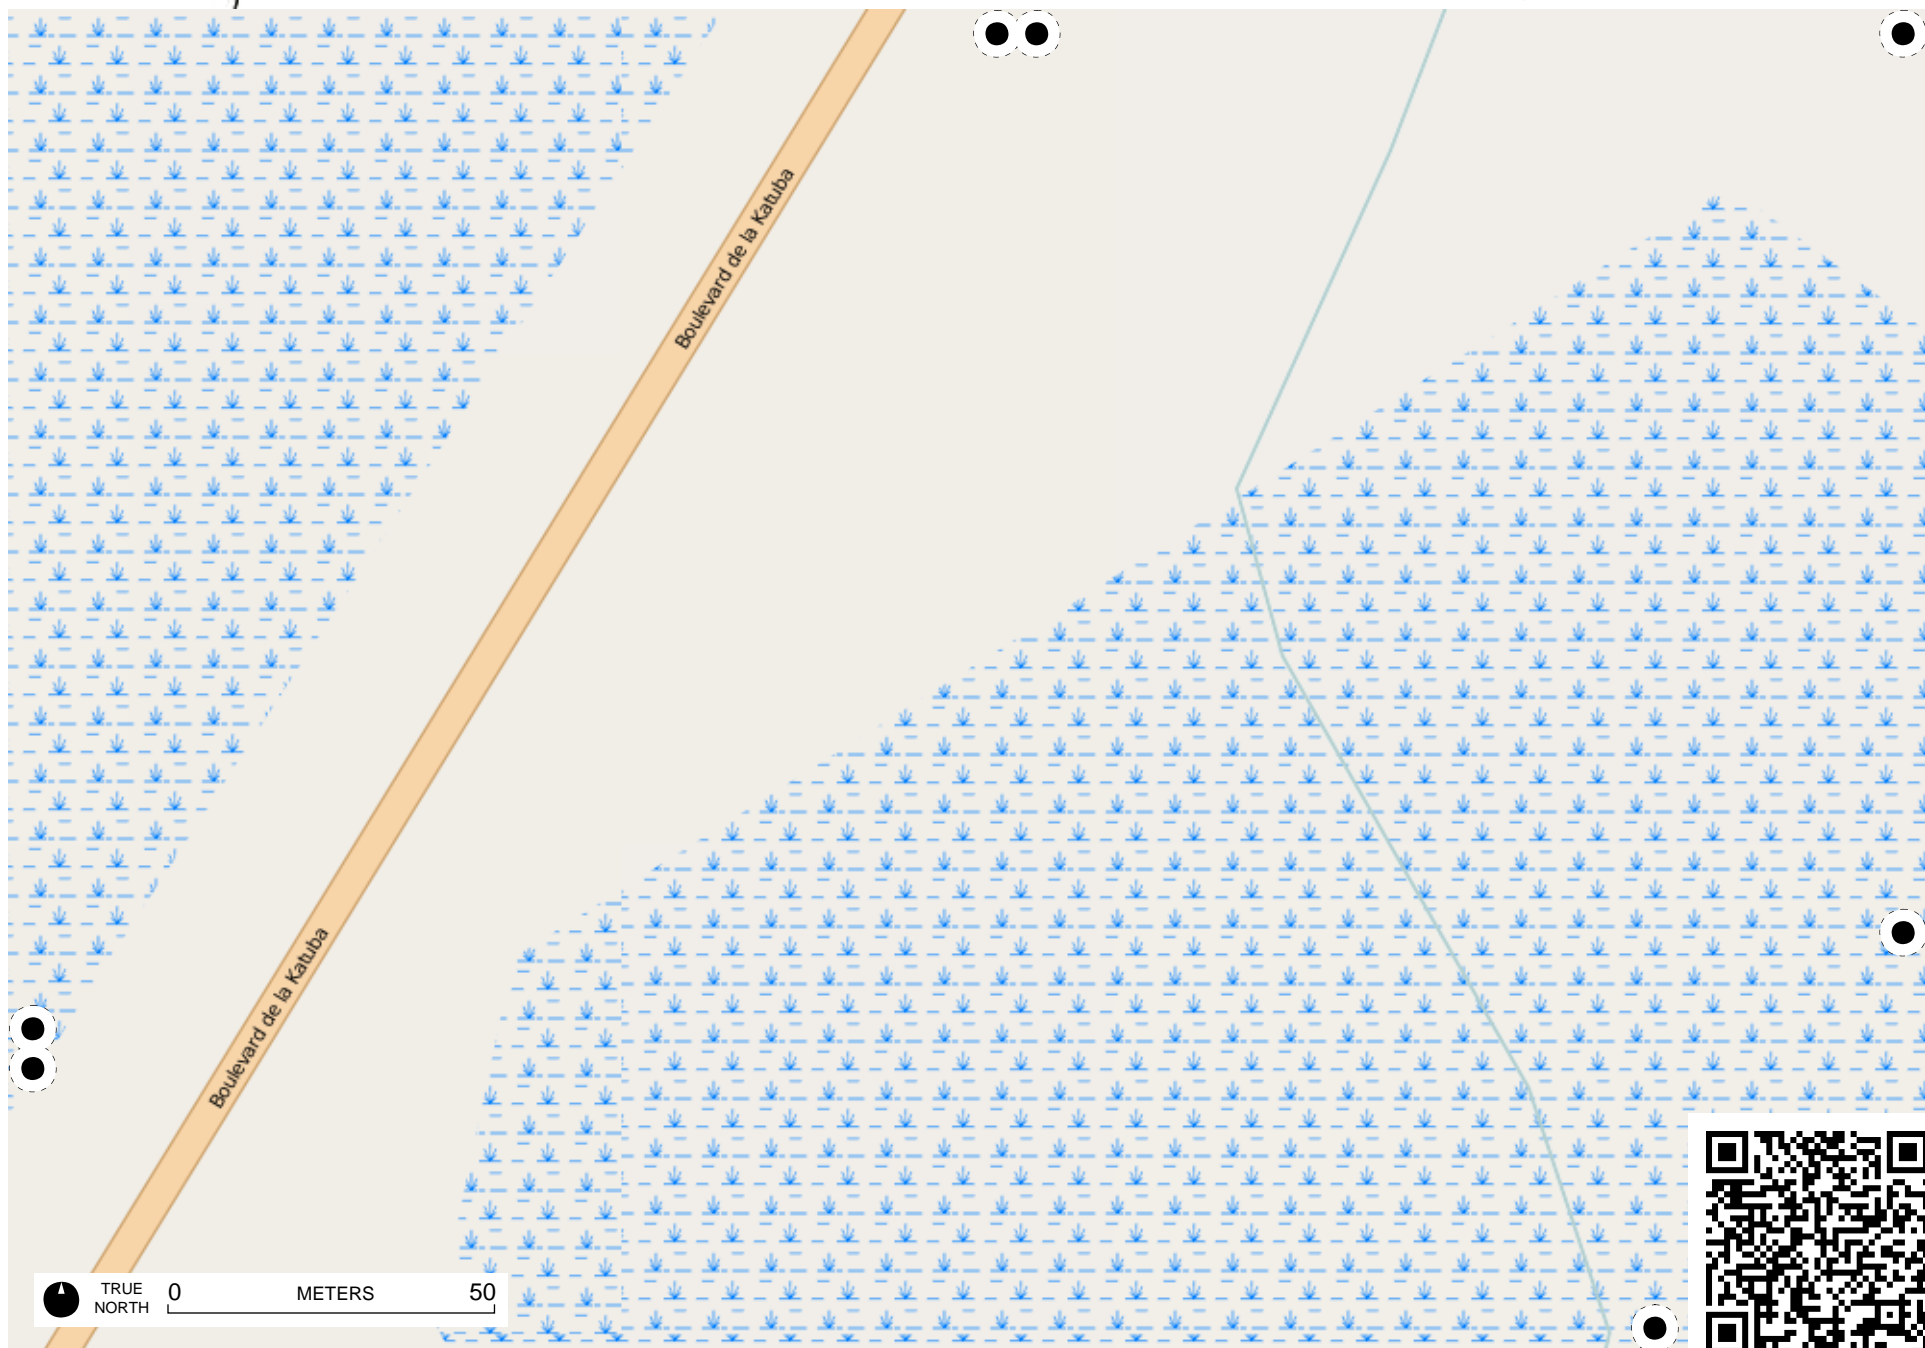 Boulevard de la Katuba
Boulevard de la Katuba
TRUE
NORTH
0 METERS 50